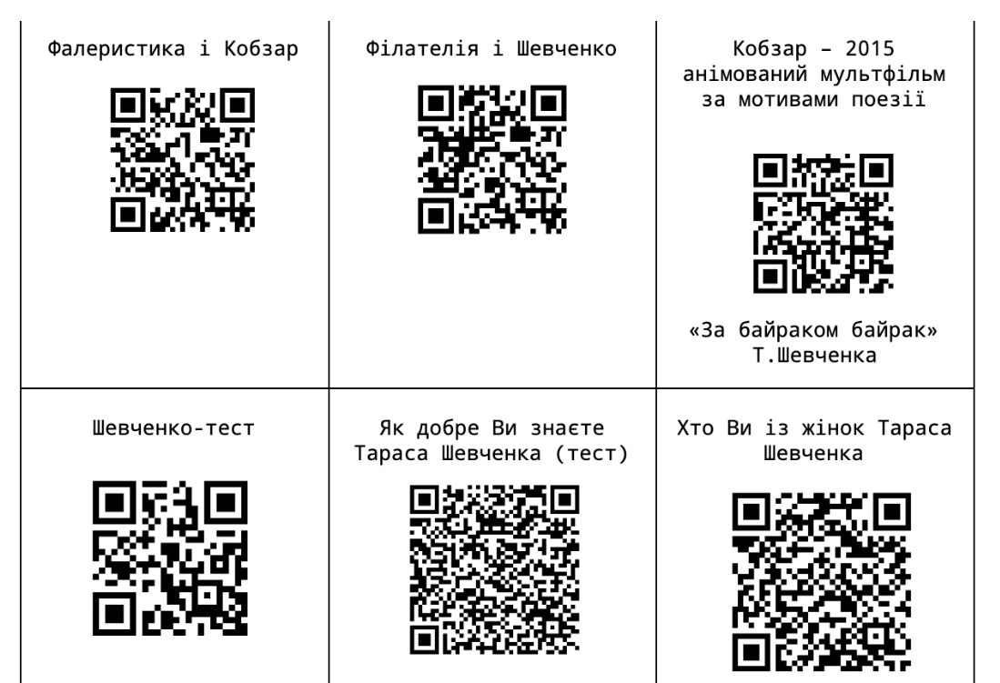 Фалеристика і Кобзар
Філателія і Шевченко
Кобзар – 2015
анімований мультфільм
за мотивами поезії
«За байраком байрак»
Т.Шевченка
Шевченко-тест
Як добре Ви знаєте
Тараса Шевченка (тест)
Хто Ви із жінок Тараса
Шевченка